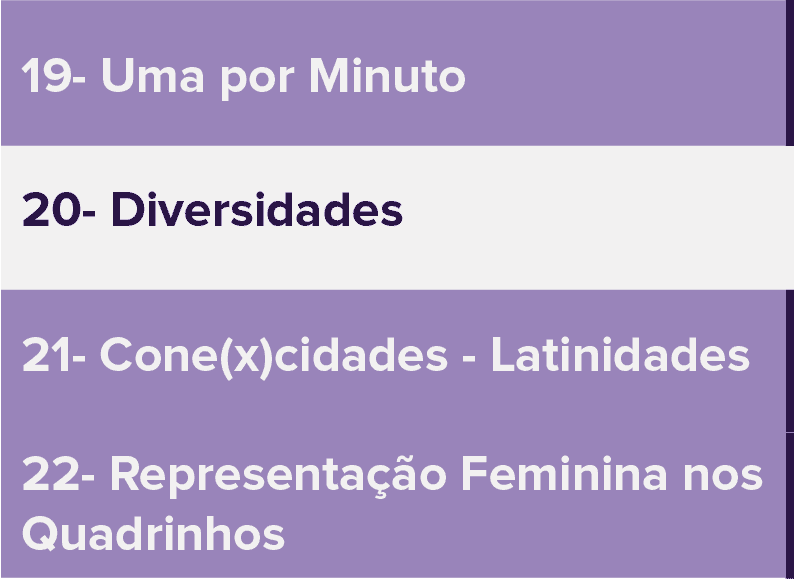 19- Uma por Minuto
20- Diversidades
21- Cone(x)cidades - Latinidades
22- Representação Feminina nos
Quadrinhos